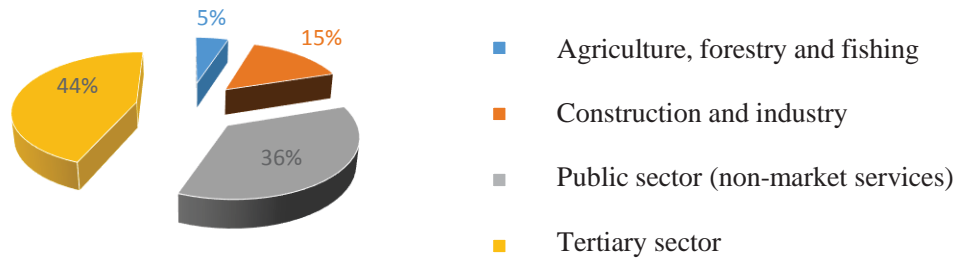 5%
15%
44%
36%
Agriculture, forestry and fishing
Construction and industry
Public sector (non-market services)
Tertiary sector